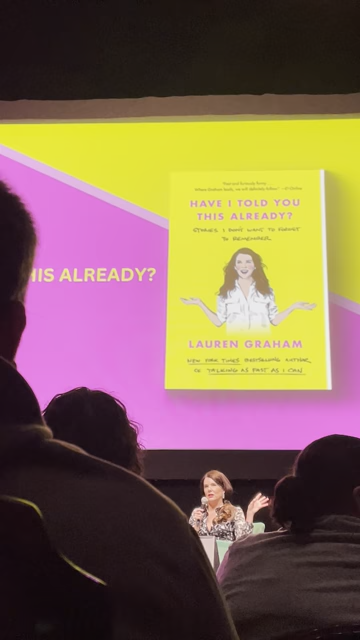 HIS ALREADY?
HAVE I TOLD YOU
THIS ALREADY?
STORIES I DON'T WANT TO FORGET
TO REMEMBER
LAUREN GRAHAM
NEW YORK TIMES BESTSELLING AUTHOR
OF TALKING AS FAST AS I CAN